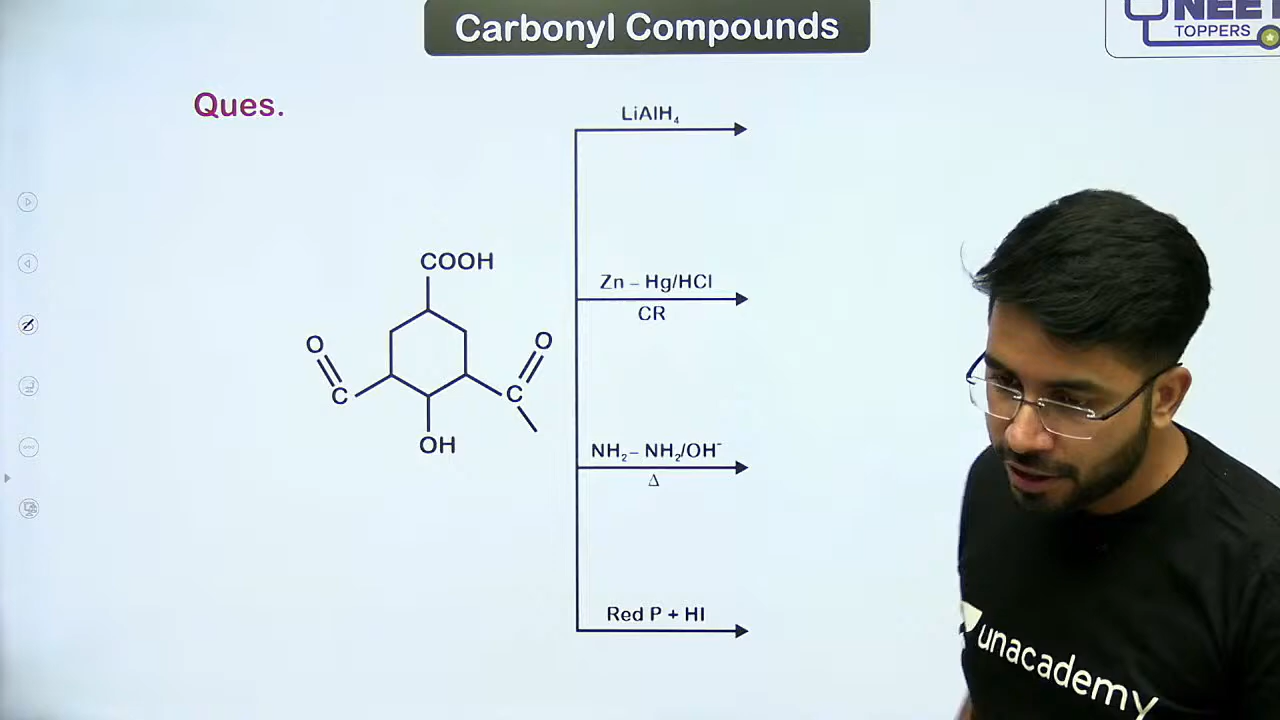 Carbonyl Compounds
NEET
TOPPERS
Ques.
LiAlH₄
COOH
Zn – Hg/HCl
CR
O
O
C
C
OH
NH₂– NH₂/OH⁻
Δ
Red P + HI
unacademy